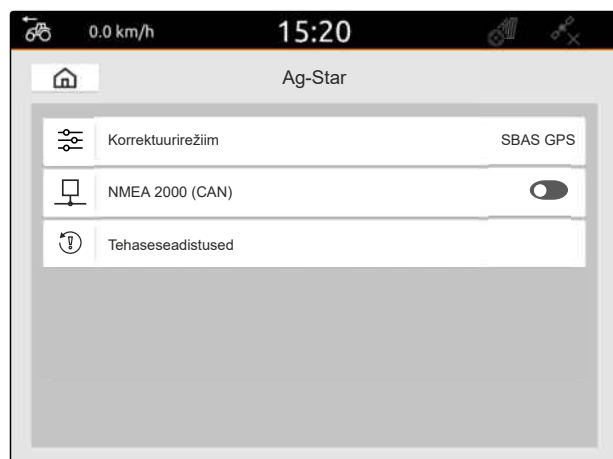 0.0 km/h 15:20
Ag-Star
Korrektuurirežiim SBAS GPS
NMEA 2000 (CAN)
Tehaseseadistused